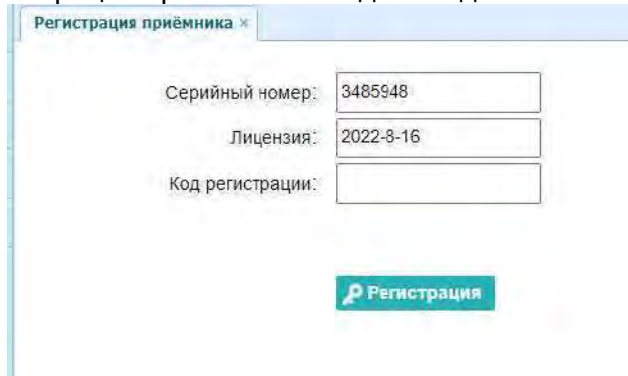 Регистрация приёмника ×
Серийный номер: 3485948
Лицензия: 2022-8-16
Код регистрации:
Регистрация